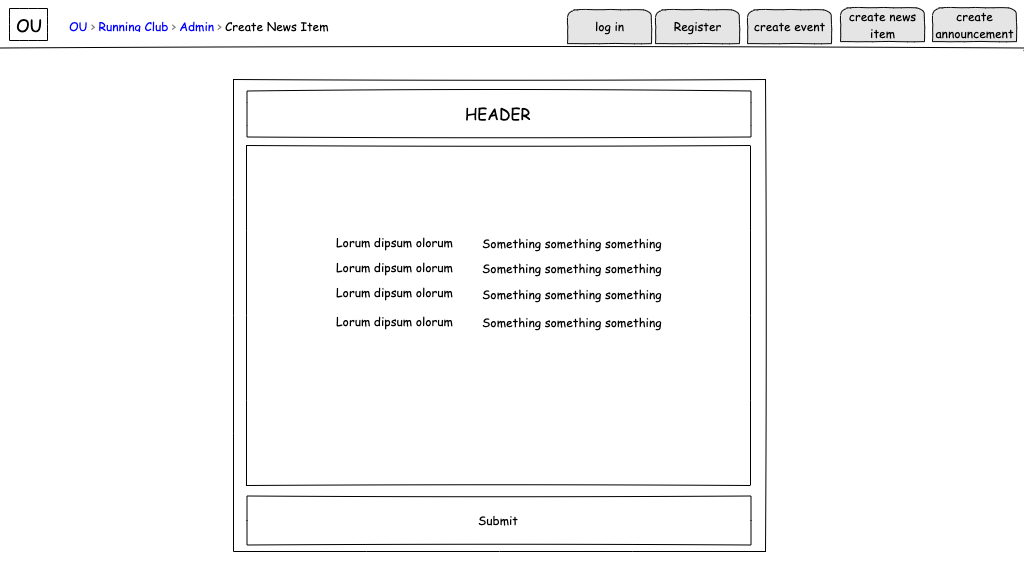 OU
OU > Running Club > Admin > Create News Item
log in
Register
create event
create news
item
create
announcement
HEADER
Lorum dipsum olorum Something something something
Lorum dipsum olorum Something something something
Lorum dipsum olorum Something something something
Lorum dipsum olorum Something something something
Submit